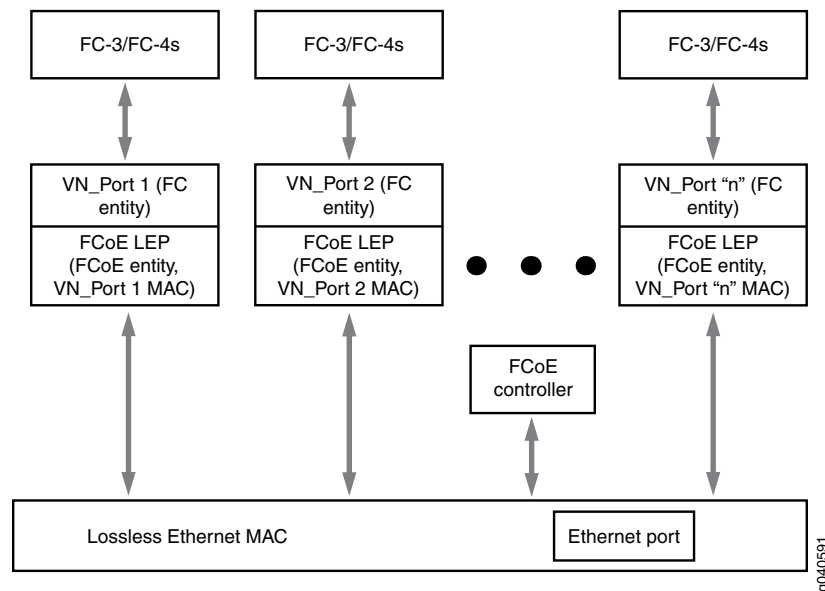 FC-3/FC-4s
FC-3/FC-4s
FC-3/FC-4s
VN_Port 1 (FC
entity)
FCoE LEP
(FCoE entity,
VN_Port 1 MAC)
VN_Port 2 (FC
entity)
FCoE LEP
(FCoE entity,
VN_Port 2 MAC)
VN_Port “n” (FC
entity)
FCoE LEP
(FCoE entity,
VN_Port “n” MAC)
FCoE
controller
Lossless Ethernet MAC
Ethernet port
g040591